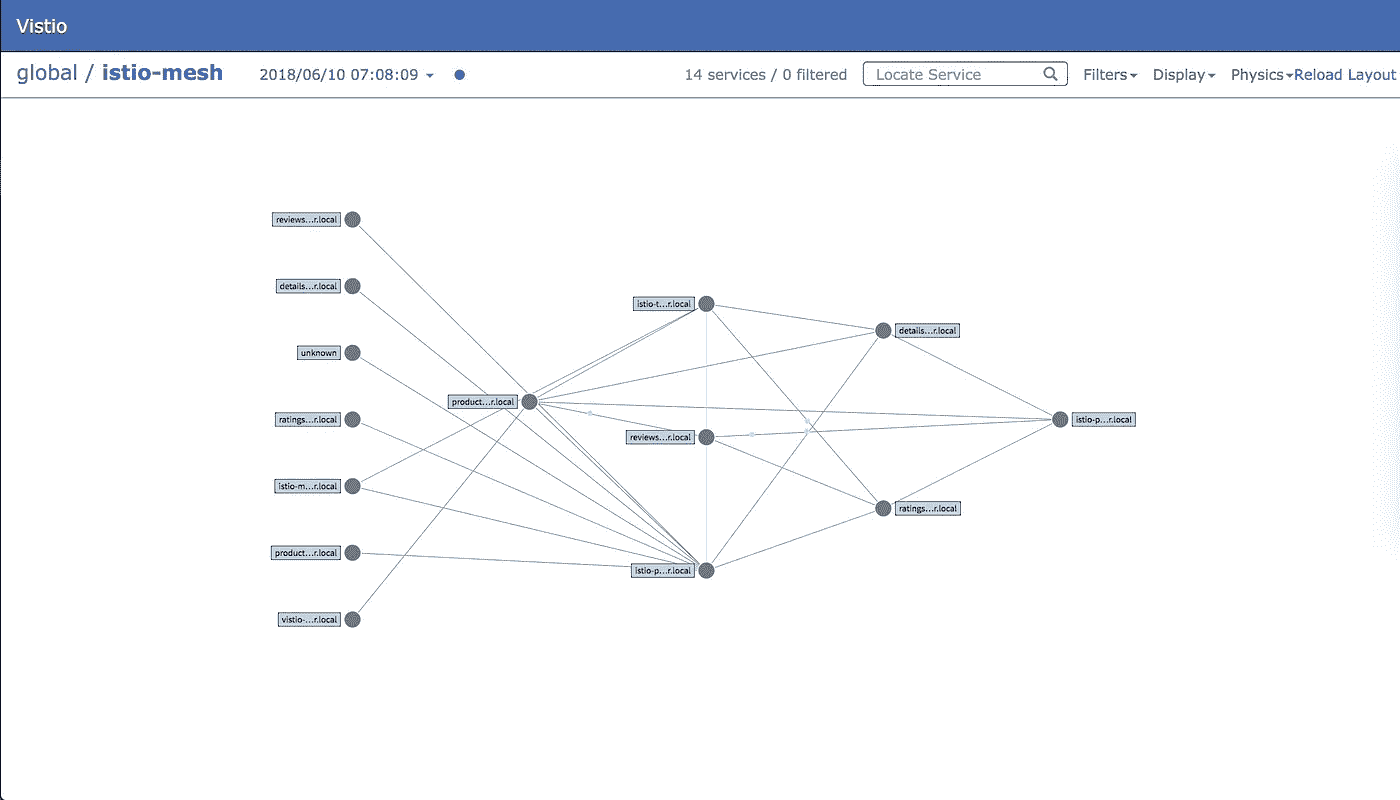 Vistio
global / istio-mesh
2018/06/10 07:08:09
14 services / 0 filtered
Locate Service
Filters
Display
Physics
Reload Layout
reviews...r.local
details...r.local
unknown
ratings...r.local
istio-m...r.local
product...r.local
vistio-...r.local
product...r.local
istio-t...r.local
reviews...r.local
istio-p...r.local
details...r.local
ratings...r.local
istio-p...r.local